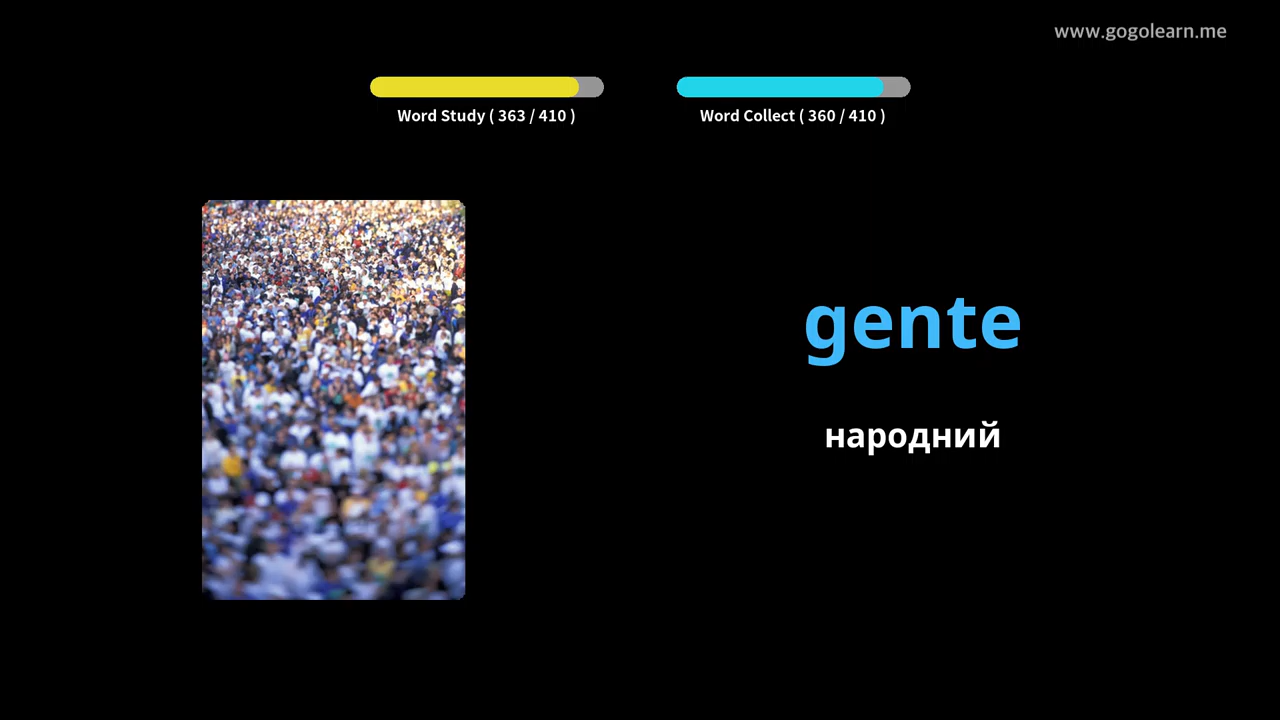 www.gogolearn.me
Word Study ( 363 / 410 )
Word Collect ( 360 / 410 )
gente
народний